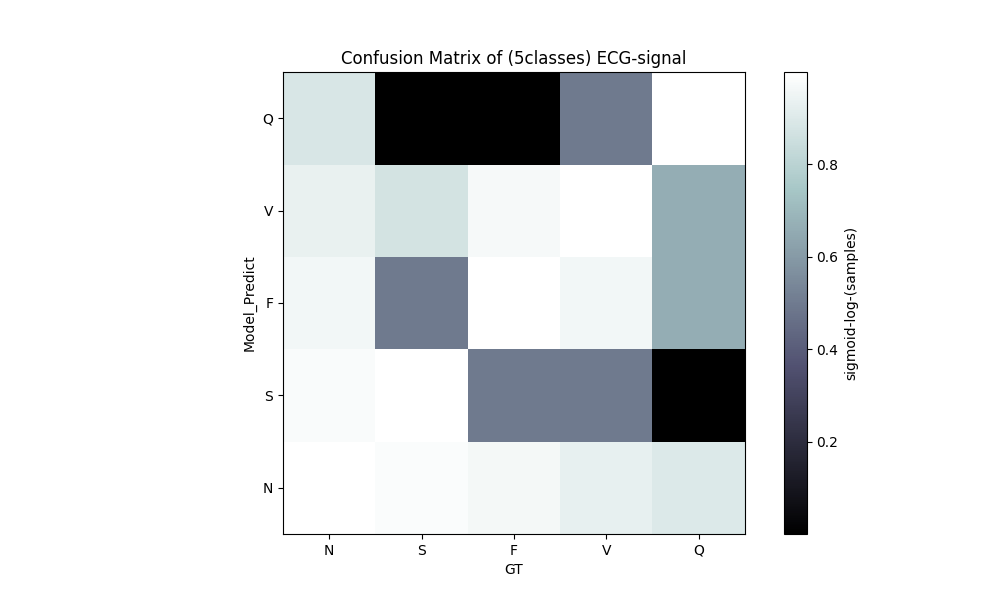 Confusion Matrix of (5classes) ECG-signal
Q
V
F
S
N
Model_Predict
N S F V Q
GT
0.8
0.6
0.4
0.2
sigmoid-log-(samples)